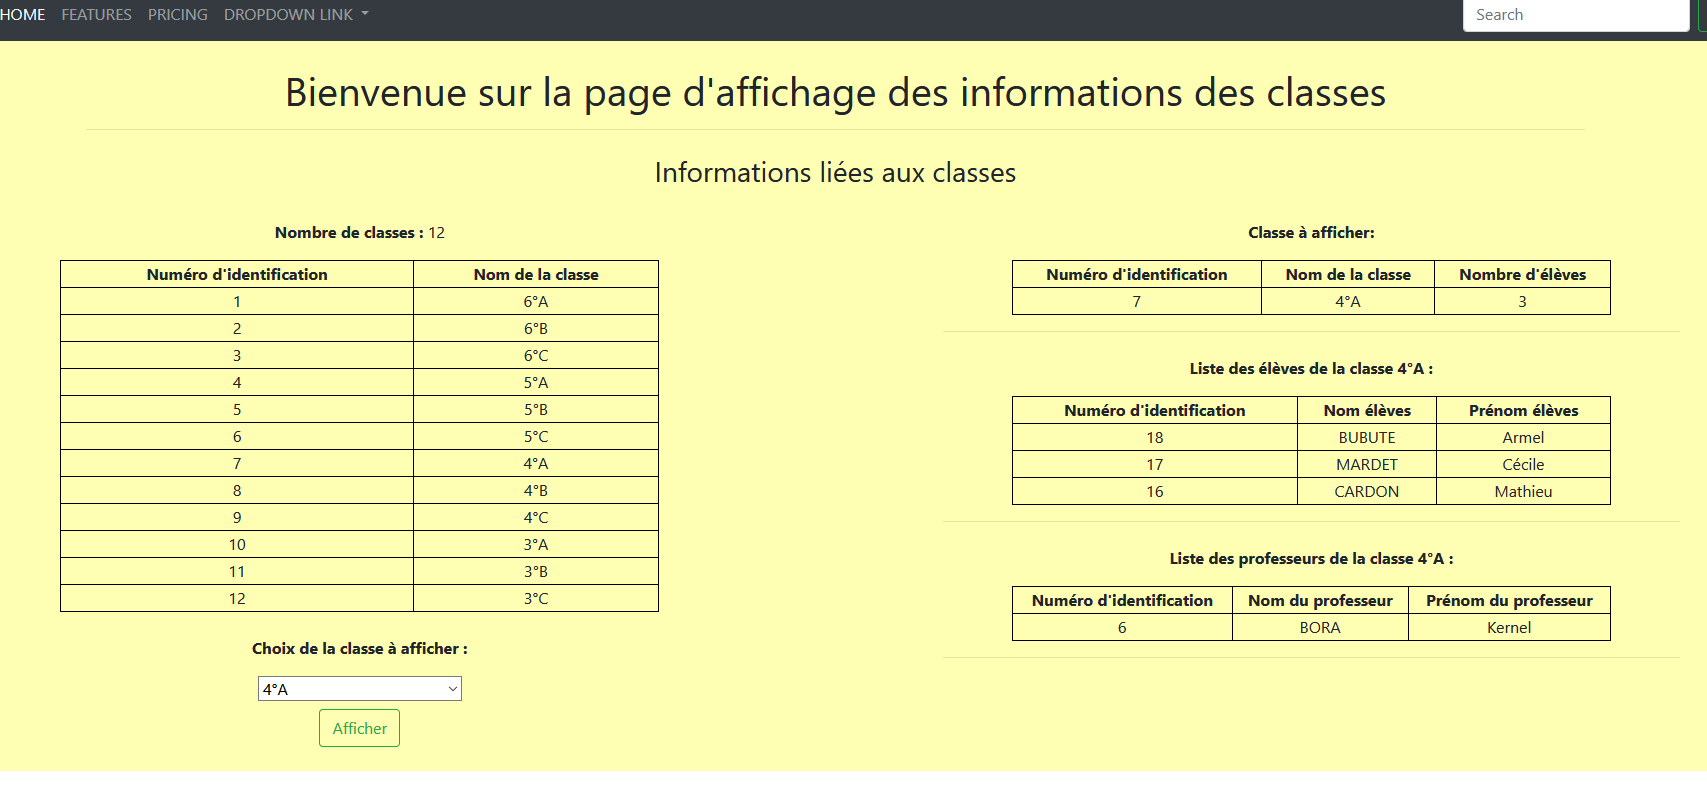 HOME FEATURES PRICING DROPDOWN LINK Search
Bienvenue sur la page d'affichage des informations des classes
Informations liées aux classes
Nombre de classes : 12
Numéro d'identification Nom de la classe
1 6°A
2 6°B
3 6°C
4 5°A
5 5°B
6 5°C
7 4°A
8 4°B
9 4°C
10 3°A
11 3°B
12 3°C
Choix de la classe à afficher :
4°A
Afficher
Classe à afficher:
Numéro d'identification Nom de la classe Nombre d'élèves
7 4°A 3
Liste des élèves de la classe 4°A :
Numéro d'identification Nom élèves Prénom élèves
18 BUBUTE Armel
17 MARDET Cécile
16 CARDON Mathieu
Liste des professeurs de la classe 4°A :
Numéro d'identification Nom du professeur Prénom du professeur
6 BORA Kernel